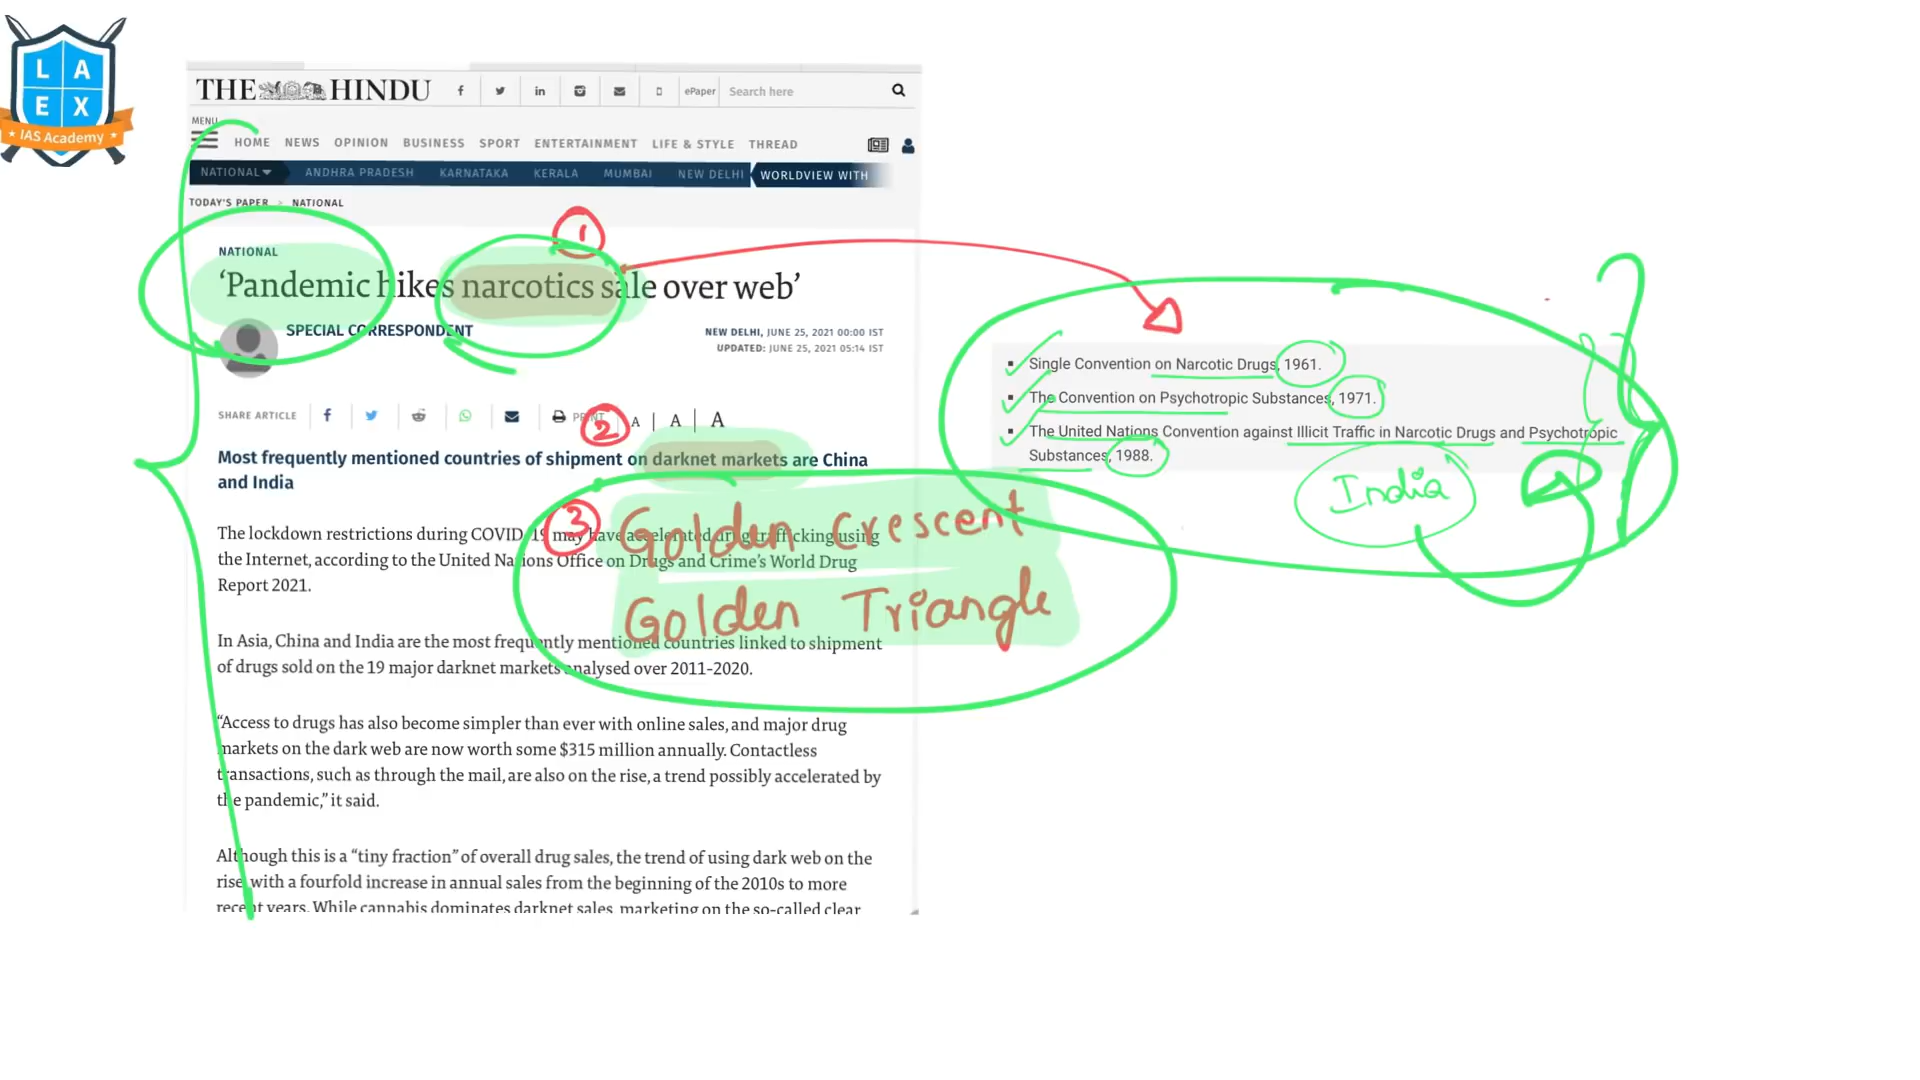 L A
E X
IAS Academy
THE HINDU
ePaper
Search here
MENU
HOME NEWS OPINION BUSINESS SPORT ENTERTAINMENT LIFE & STYLE THREAD
NATIONAL ANDHRA PRADESH KARNATAKA KERALA MUMBAI NEW DELHI WORLDVIEW WITH
TODAY'S PAPER > NATIONAL
1
NATIONAL
‘Pandemic hikes narcotics sale over web’
SPECIAL CORRESPONDENT
NEW DELHI, JUNE 25, 2021 00:00 IST
UPDATED: JUNE 25, 2021 05:14 IST
SHARE ARTICLE PRINT A | A | A
2
Most frequently mentioned countries of shipment on darknet markets are China
and India
3
Golden Crescent
Golden Triangle
The lockdown restrictions during COVID-19 may have accelerated drug trafficking using
the Internet, according to the United Nations Office on Drugs and Crime’s World Drug
Report 2021.
In Asia, China and India are the most frequently mentioned countries linked to shipment
of drugs sold on the 19 major darknet markets analysed over 2011-2020.
“Access to drugs has also become simpler than ever with online sales, and major drug
markets on the dark web are now worth some $315 million annually. Contactless
transactions, such as through the mail, are also on the rise, a trend possibly accelerated by
the pandemic,” it said.
Although this is a “tiny fraction” of overall drug sales, the trend of using dark web on the
rise, with a fourfold increase in annual sales from the beginning of the 2010s to more
recent years. While cannabis dominates darknet sales, marketing on the so-called clear
▪ Single Convention on Narcotic Drugs, 1961.
▪ The Convention on Psychotropic Substances, 1971.
▪ The United Nations Convention against Illicit Traffic in Narcotic Drugs and Psychotropic
Substances, 1988.
India